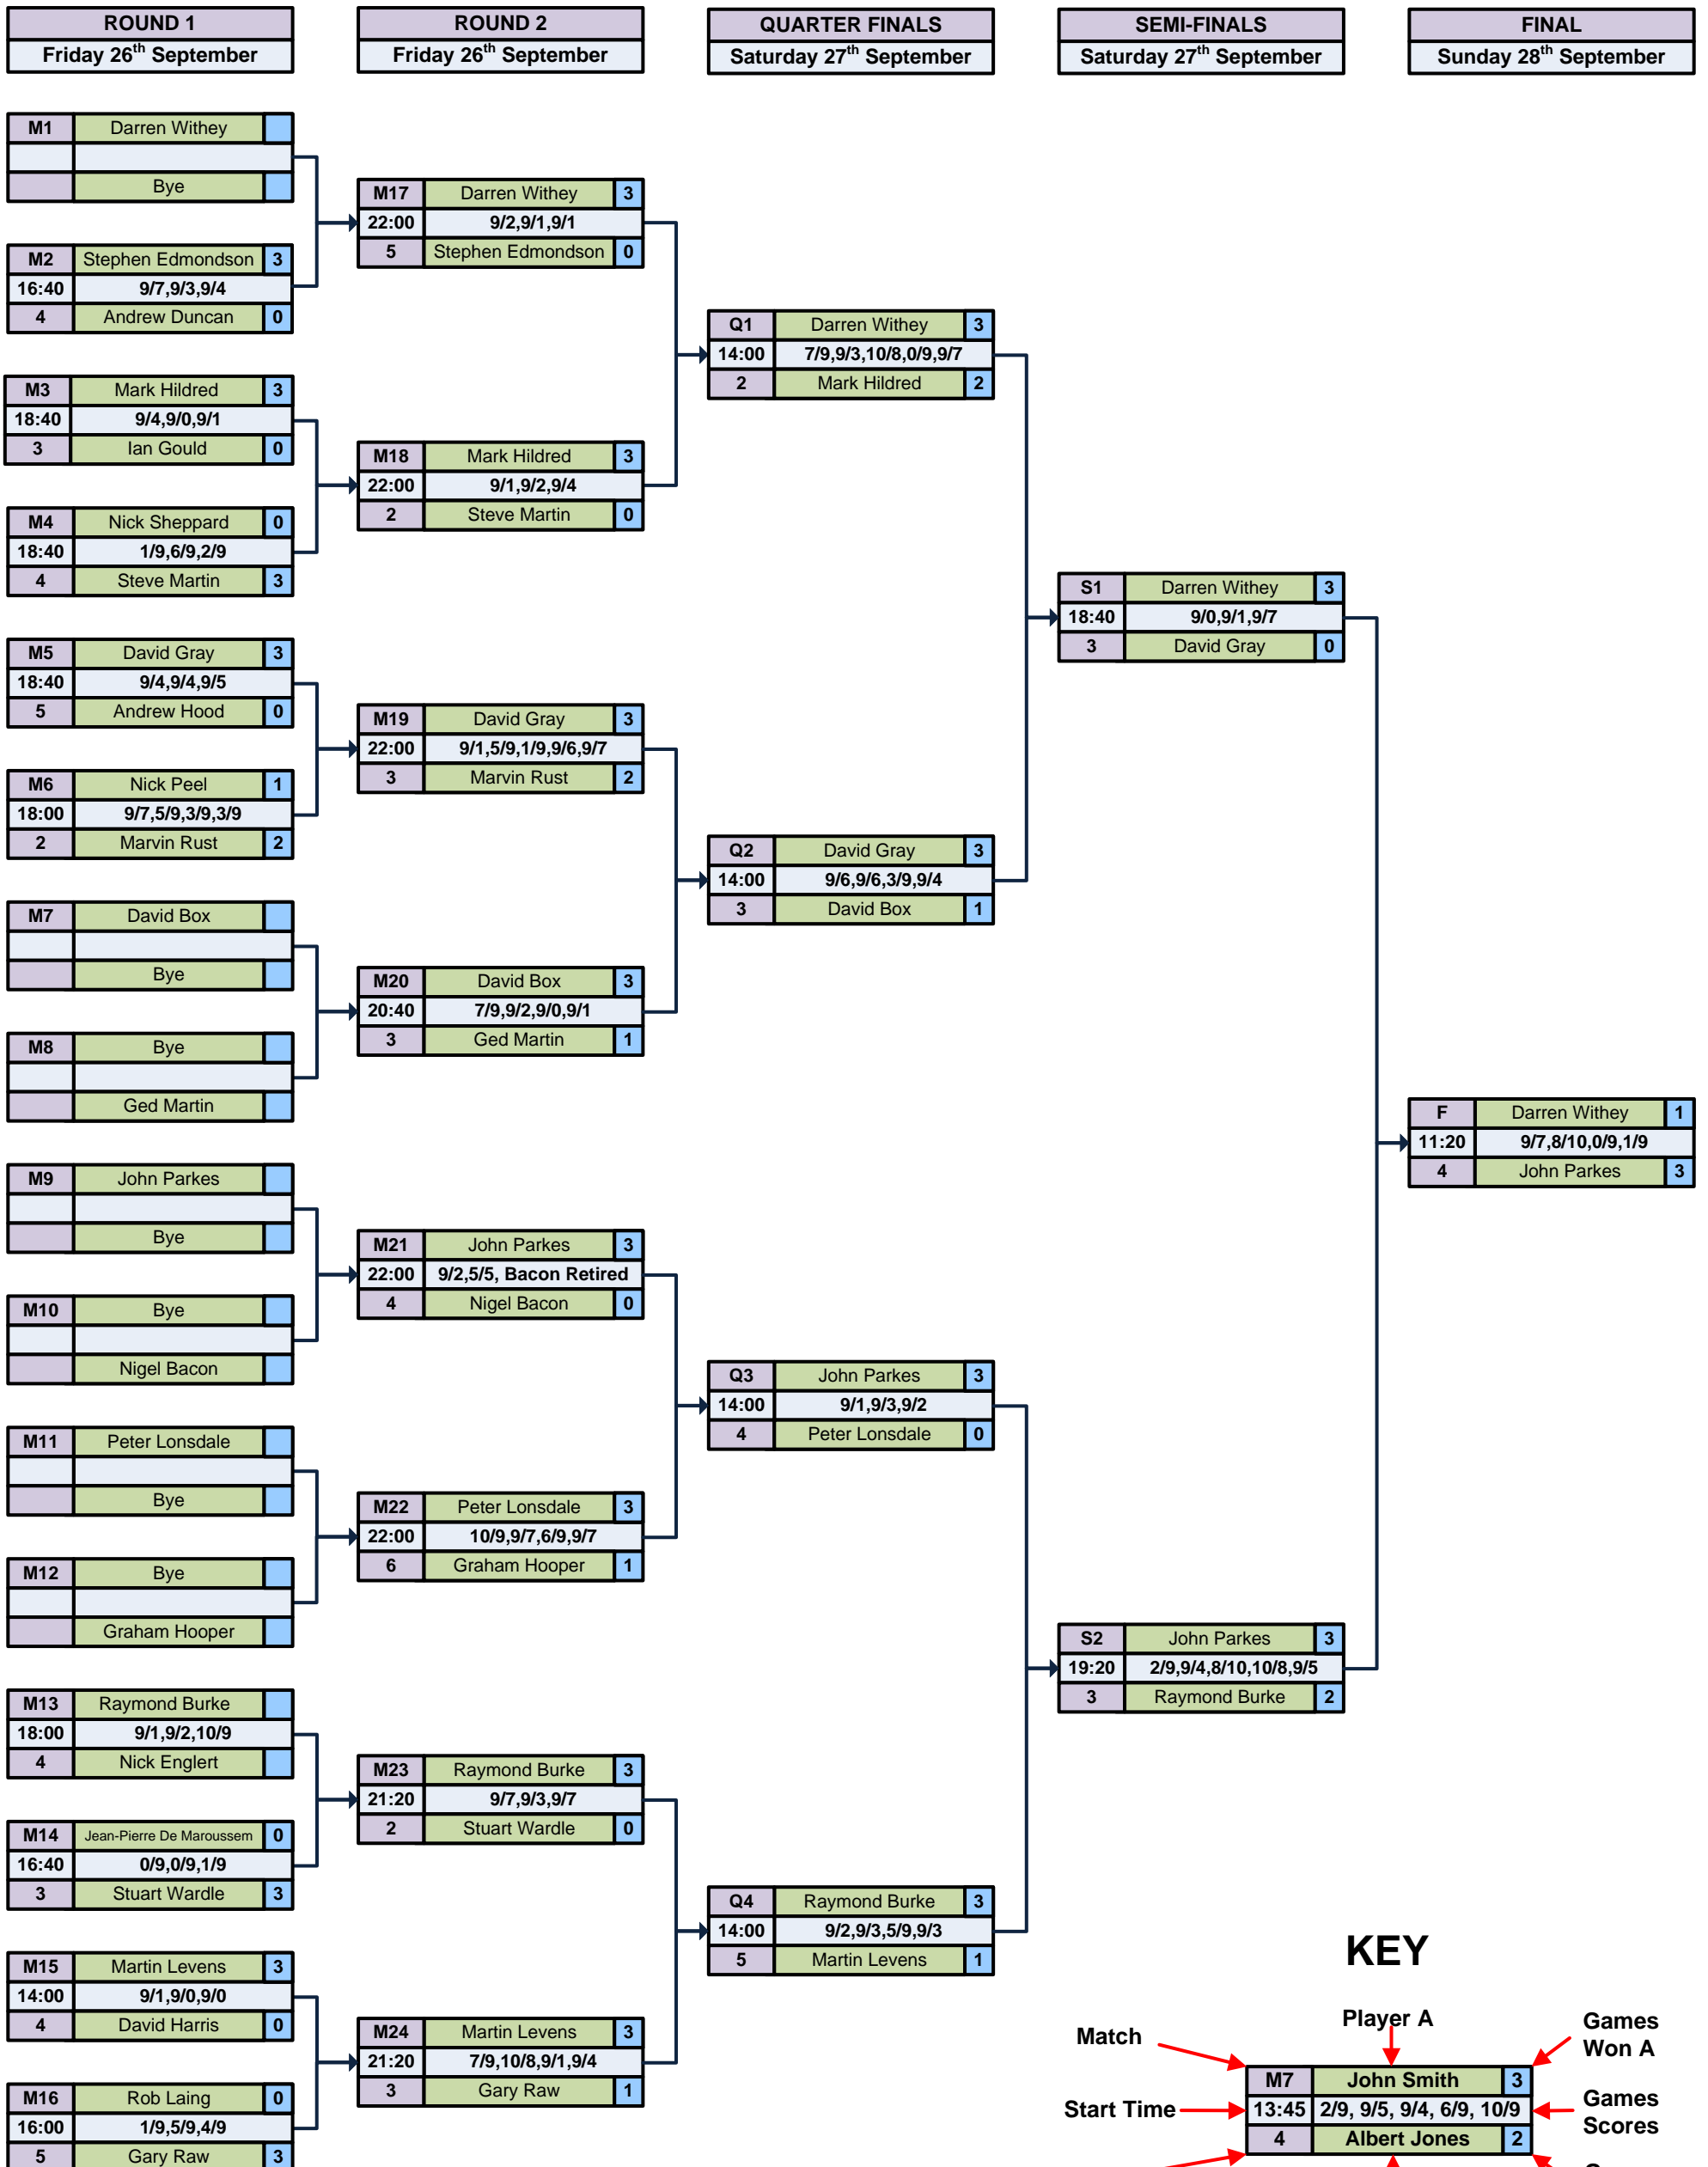 ROUND 1
Friday 26th September
ROUND 2
Friday 26th September
QUARTER FINALS
Saturday 27th September
SEMI-FINALS
Saturday 27th September
FINAL
Sunday 28th September
M1 Darren Withey
Bye
M2 Stephen Edmondson 3
16:40 9/7,9/3,9/4
4 Andrew Duncan 0
M3 Mark Hildred 3
18:40 9/4,9/0,9/1
3 Ian Gould 0
M4 Nick Sheppard 0
18:40 1/9,6/9,2/9
4 Steve Martin 3
M5 David Gray 3
18:40 9/4,9/4,9/5
5 Andrew Hood 0
M6 Nick Peel 1
18:00 9/7,5/9,3/9,3/9
2 Marvin Rust 2
M7 David Box
Bye
M8 Bye
Ged Martin
M9 John Parkes
Bye
M10 Bye
Nigel Bacon
M11 Peter Lonsdale
Bye
M12 Bye
Graham Hooper
M13 Raymond Burke
18:00 9/1,9/2,10/9
4 Nick Englert
M14 Jean-Pierre De Maroussem 0
16:40 0/9,0/9,1/9
3 Stuart Wardle 3
M15 Martin Levens 3
14:00 9/1,9/0,9/0
4 David Harris 0
M16 Rob Laing 0
16:00 1/9,5/9,4/9
5 Gary Raw 3
M17 Darren Withey 3
22:00 9/2,9/1,9/1
5 Stephen Edmondson 0
M18 Mark Hildred 3
22:00 9/1,9/2,9/4
2 Steve Martin 0
M19 David Gray 3
22:00 9/1,5/9,1/9,9/6,9/7
3 Marvin Rust 2
M20 David Box 3
20:40 7/9,9/2,9/0,9/1
3 Ged Martin 1
M21 John Parkes 3
22:00 9/2,5/5, Bacon Retired
4 Nigel Bacon 0
M22 Peter Lonsdale 3
22:00 10/9,9/7,6/9,9/7
6 Graham Hooper 1
M23 Raymond Burke 3
21:20 9/7,9/3,9/7
2 Stuart Wardle 0
M24 Martin Levens 3
21:20 7/9,10/8,9/1,9/4
3 Gary Raw 1
Q1 Darren Withey 3
14:00 7/9,9/3,10/8,0/9,9/7
2 Mark Hildred 2
Q2 David Gray 3
14:00 9/6,9/6,3/9,9/4
3 David Box 1
Q3 John Parkes 3
14:00 9/1,9/3,9/2
4 Peter Lonsdale 0
Q4 Raymond Burke 3
14:00 9/2,9/3,5/9,9/3
5 Martin Levens 1
S1 Darren Withey 3
18:40 9/0,9/1,9/7
3 David Gray 0
S2 John Parkes 3
19:20 2/9,9/4,8/10,10/8,9/5
3 Raymond Burke 2
F Darren Withey 1
11:20 9/7,8/10,0/9,1/9
4 John Parkes 3
KEY
Match
Player A
Games
Won A
M7 John Smith 3
Start Time
13:45 2/9, 9/5, 9/4, 6/9, 10/9
Games
Scores
4 Albert Jones 2